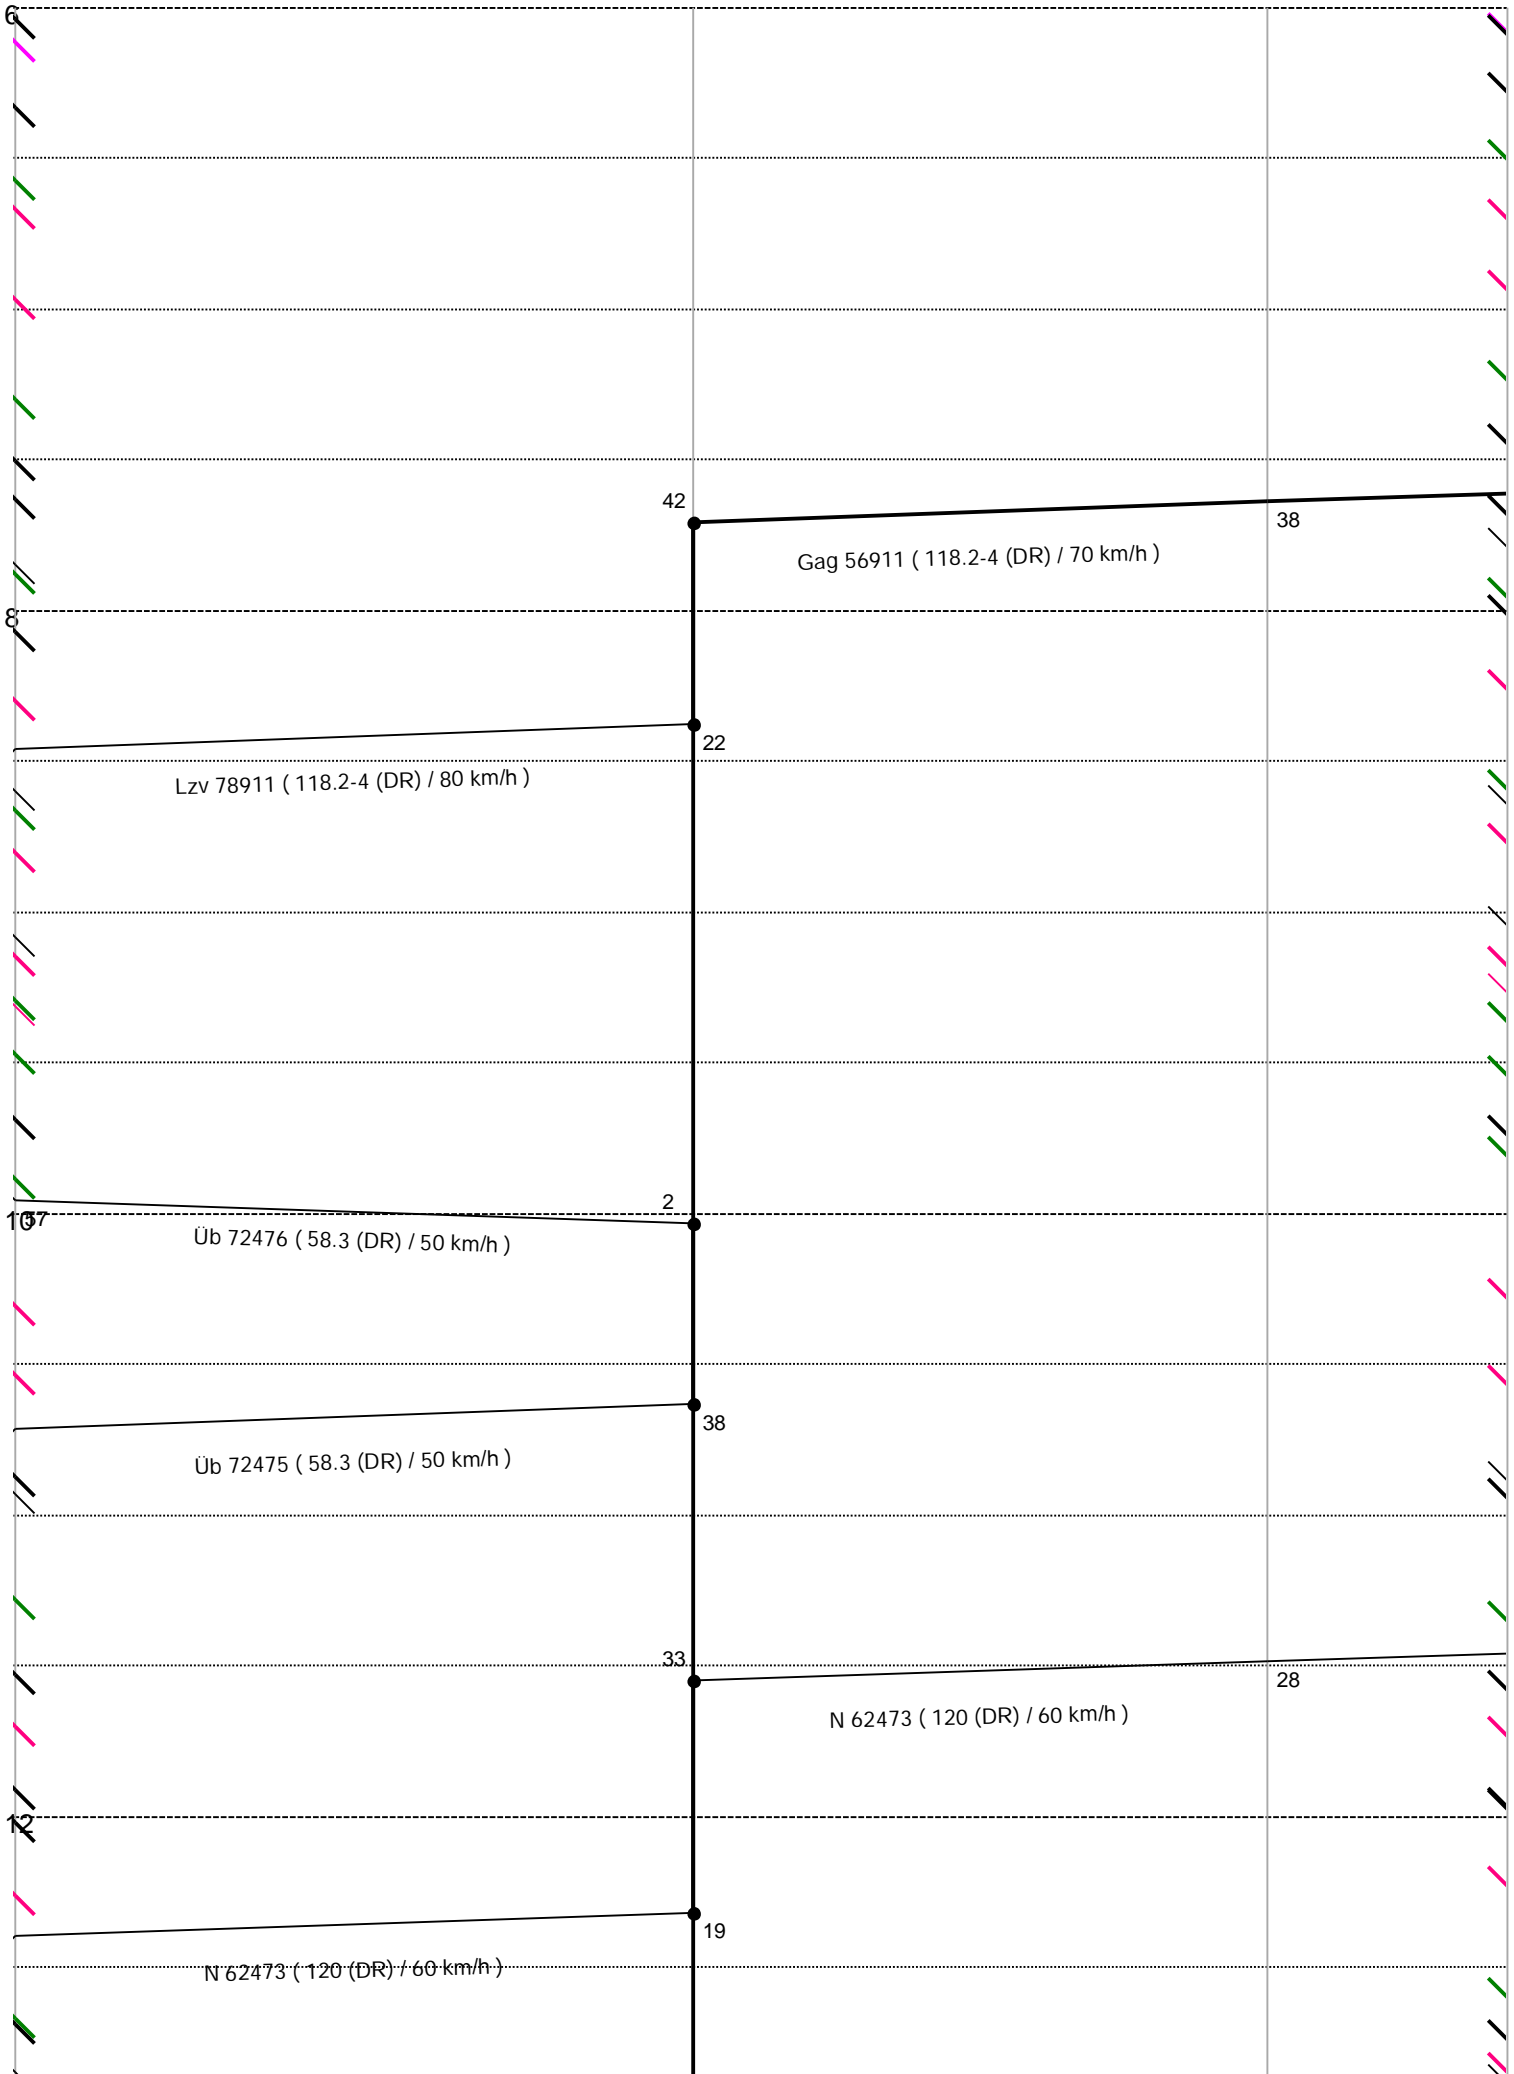 6
42
38
Gag 56911 ( 118.2-4 (DR) / 70 km/h )
8
22
Lzv 78911 ( 118.2-4 (DR) / 80 km/h )
2
10
57
Üb 72476 ( 58.3 (DR) / 50 km/h )
38
Üb 72475 ( 58.3 (DR) / 50 km/h )
33
28
N 62473 ( 120 (DR) / 60 km/h )
12
19
N 62473 ( 120 (DR) / 60 km/h )